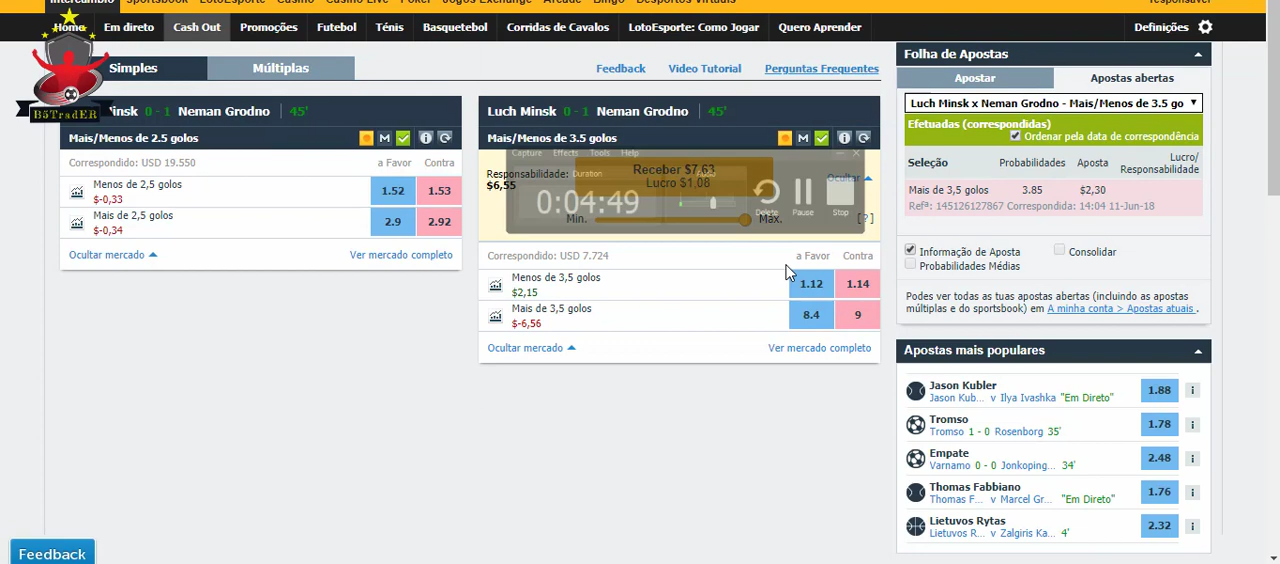 Intercâmbio Sportsbook LotoEsporte Casino Casino Live Poker Jogos Exchange Arcade Bingo Desportos Virtuais
Home Em direto Cash Out Promoções Futebol Ténis Basquetebol Corridas de Cavalos LotoEsporte: Como Jogar Quero Aprender Definições
BôTradER
Simples Múltiplas Feedback Video Tutorial Perguntas Frequentes
Minsk 0 - 1 Neman Grodno 45'
Mais/Menos de 2.5 golos M i
Correspondido: USD 19.550 a Favor Contra
Menos de 2,5 golos 1.52 1.53
$-0,33
Mais de 2,5 golos 2.9 2.92
$-0,34
Ocultar mercado Ver mercado completo
Luch Minsk 0 - 1 Neman Grodno 45'
Mais/Menos de 3.5 golos M i
Capture Effects Tools Help
Responsabilidade:
$6,55
Receber $7,63
Lucro $1,08
Ocultar
Duration
0:04:49
Delete Pause Stop
Min. Máx. [?]
Correspondido: USD 7.724 a Favor Contra
Menos de 3,5 golos 1.12 1.14
$2,15
Mais de 3,5 golos 8.4 9
$-6,56
Ocultar mercado Ver mercado completo
Folha de Apostas
Apostar Apostas abertas
Luch Minsk x Neman Grodno - Mais/Menos de 3.5 go
Efetuadas (correspondidas)
Ordenar pela data de correspondência
Seleção Probabilidades Aposta Lucro/
Responsabilidade
Mais de 3,5 golos 3.85 $2,30
Refª: 145126127867 Correspondida: 14:04 11-Jun-18
Informação de Aposta Consolidar
Probabilidades Médias
Podes ver todas as tuas apostas abertas (incluindo as apostas
múltiplas e do sportsbook) em A minha conta > Apostas atuais .
Apostas mais populares
Jason Kubler 1.88 i
Jason Kub... v Ilya Ivashka "Em Direto"
Tromso 1.78 i
Tromso 1 - 0 Rosenborg 35'
Empate 2.48 i
Varnamo 0 - 0 Jonkoping... 34'
Thomas Fabbiano 1.76 i
Thomas F... v Marcel Gr... "Em Direto"
Lietuvos Rytas 2.32 i
Lietuvos R... v Zalgiris Ka... 4'
Feedback